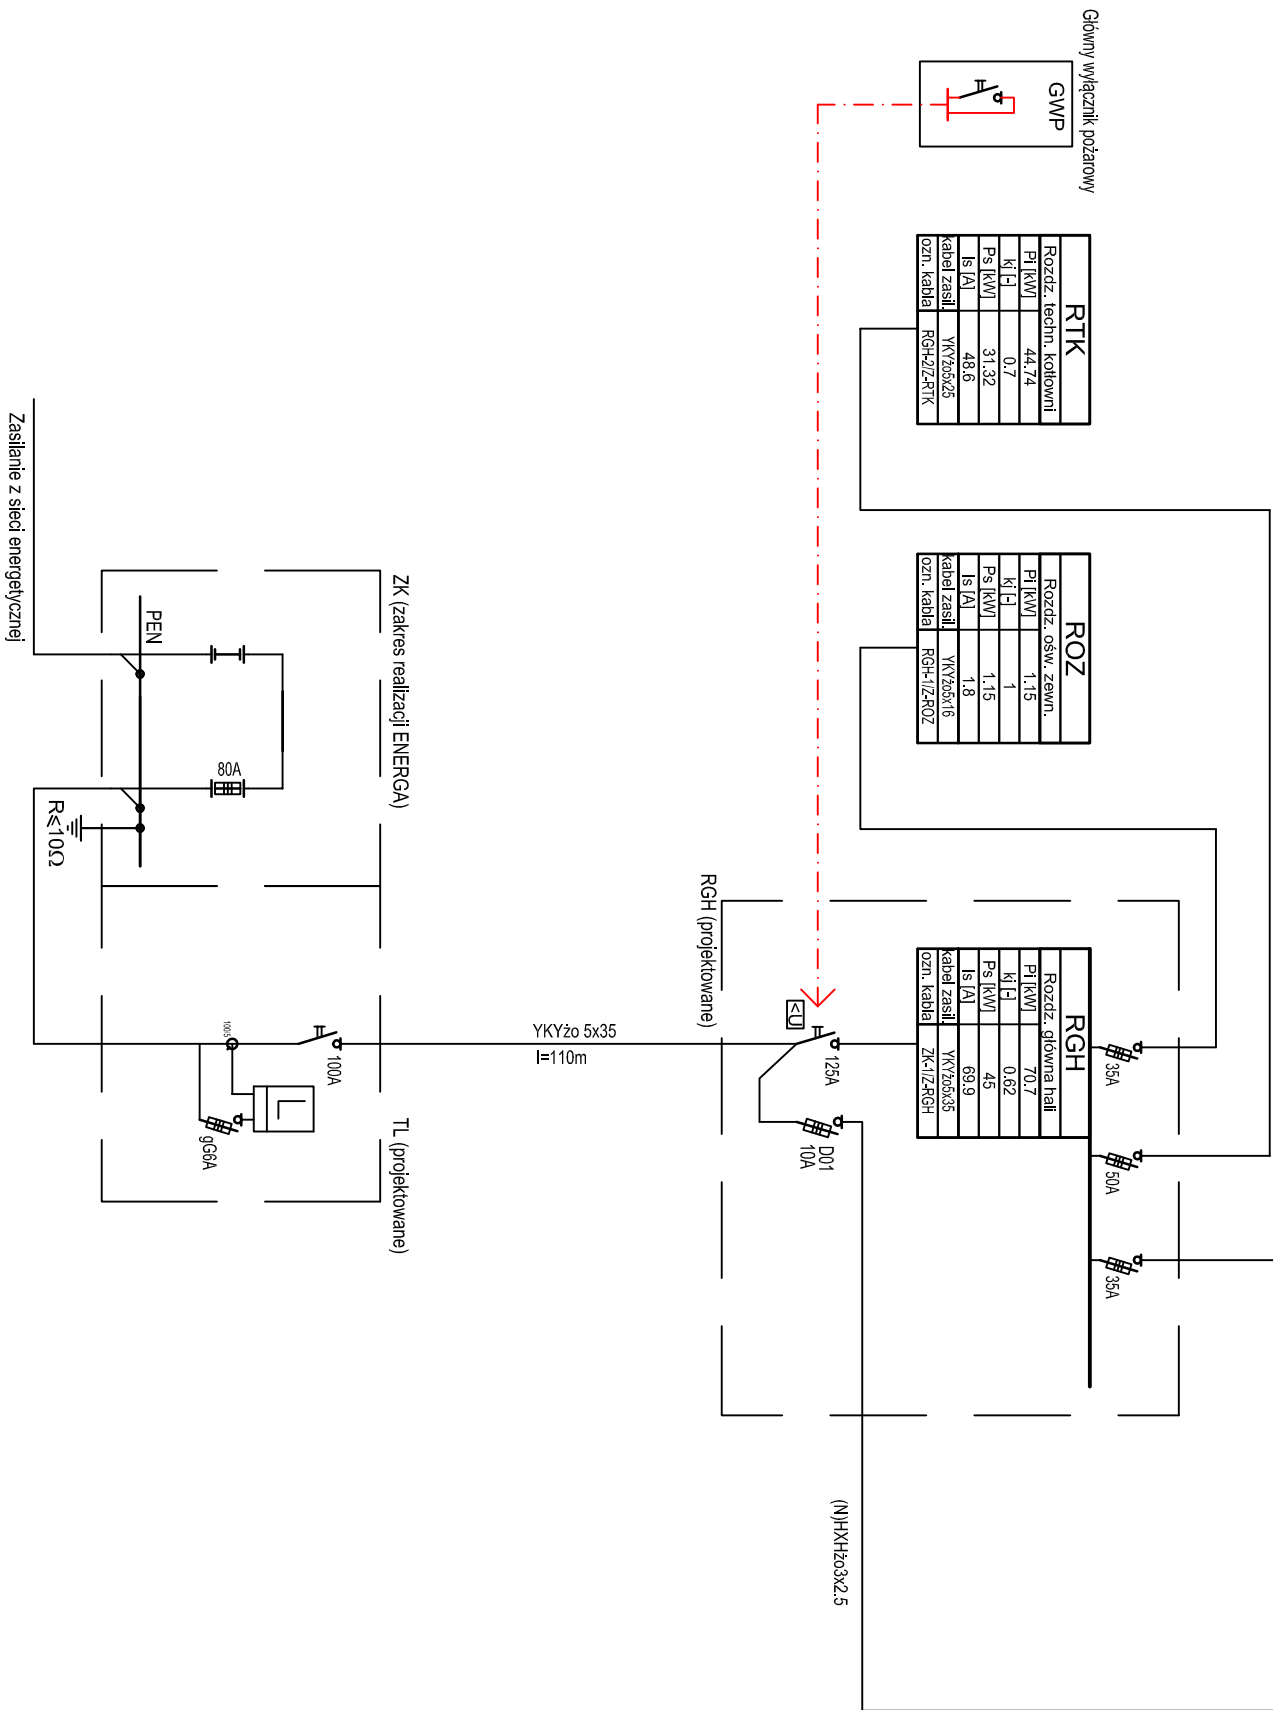 Główny wyłącznik pożarowy
GWP
RTK
Rozdz. techn. kotłowni
Pi [kW] 44.74
kj [-] 0.7
Ps [kW] 31.32
Is [A] 48.6
kabel zasil. YKYżo5x25
ozn. kabla RGH-2/Z-RTK
ROZ
Rozdz. ośw. zewn.
Pi [kW] 1.15
kj [-] 1
Ps [kW] 1.15
Is [A] 1.8
kabel zasil. YKYżo5x16
ozn. kabla RGH-1/Z-ROZ
RGH
Rozdz. główna hali
Pi [kW] 70.7
kj [-] 0.62
Ps [kW] 45
Is [A] 69.9
kabel zasil. YKYżo5x35
ozn. kabla ZK-1/Z-RGH
35A
50A
35A
RGH (projektowane)
<U
125A
D01
10A
(N)HXHżo3x2.5
YKYżo 5x35
l=110m
ZK (zakres realizacji ENERGA)
PEN
80A
R≤10Ω
Zasilanie z sieci energetycznej
TL (projektowane)
100A
100/5
gG6A